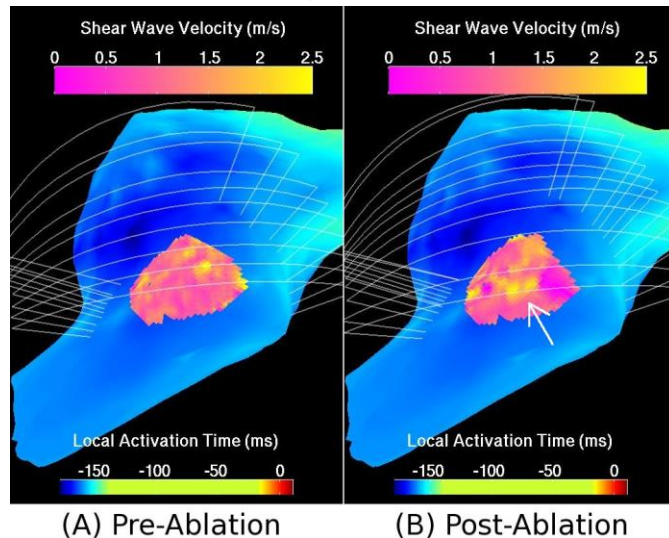 Shear Wave Velocity (m/s)
0 0.5 1 1.5 2 2.5
Local Activation Time (ms)
-150 -100 -50 0
(A) Pre-Ablation
Shear Wave Velocity (m/s)
0 0.5 1 1.5 2 2.5
Local Activation Time (ms)
-150 -100 -50 0
(B) Post-Ablation